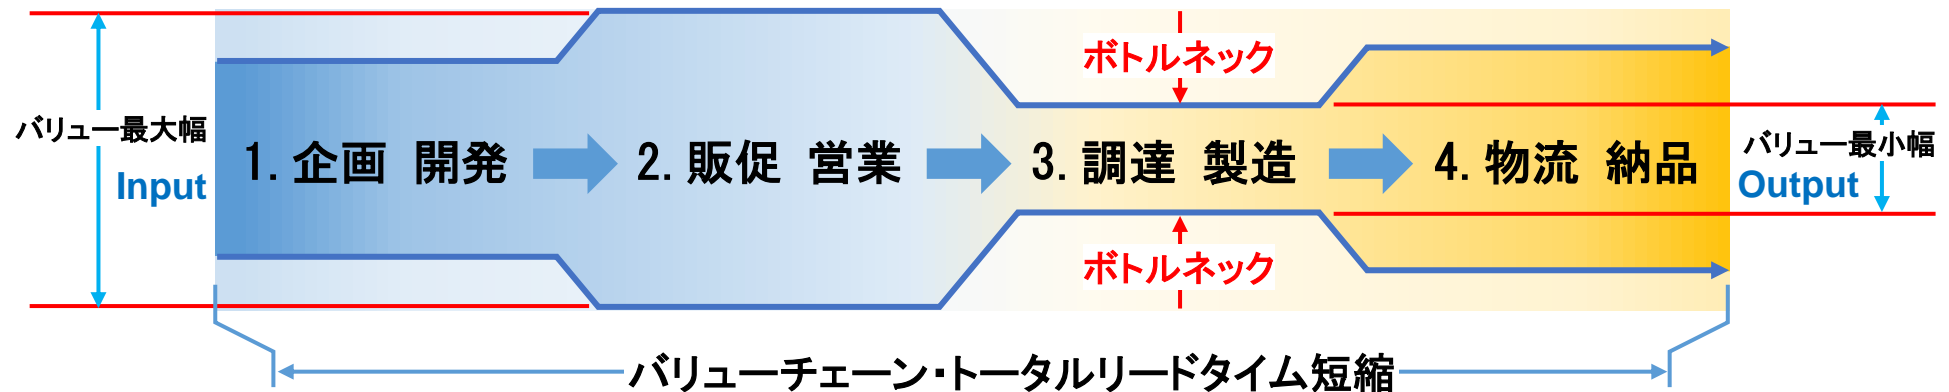 ボトルネック
バリュー最大幅
Input
1. 企画 開発
2. 販促 営業
3. 調達 製造
4. 物流 納品
バリュー最小幅
Output
ボトルネック
バリューチェーン・トータルリードタイム短縮